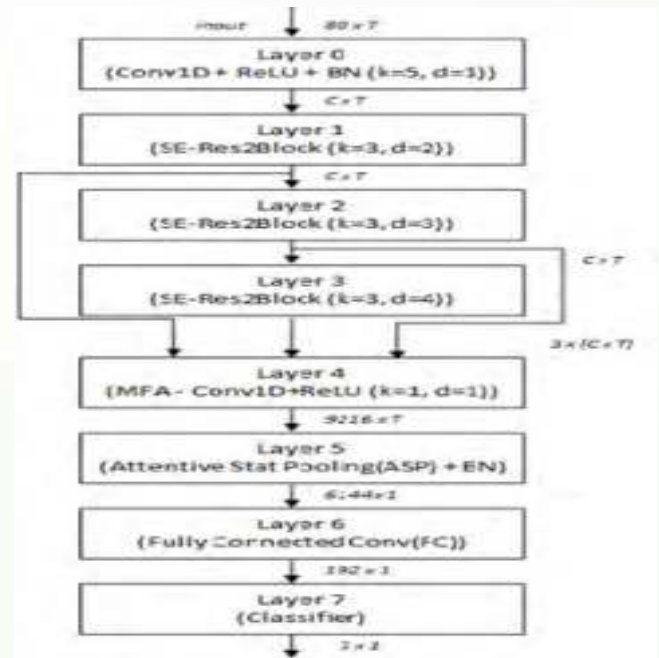 input 80 x T
Layer 0
(Conv1D + ReLU + BN (k=5, d=1))
C x T
Layer 1
(SE-Res2Block (k=3, d=2))
C x T
Layer 2
(SE-Res2Block (k=3, d=3))
C x T
Layer 3
(SE-Res2Block (k=3, d=4))
3 x (C x T)
Layer 4
(MFA - Conv1D+ReLU (k=1, d=1))
9216 x T
Layer 5
(Attentive Stat Pooling(ASP) + BN)
6144x1
Layer 6
(Fully Connected Conv(FC))
192 x 1
Layer 7
(Classifier)